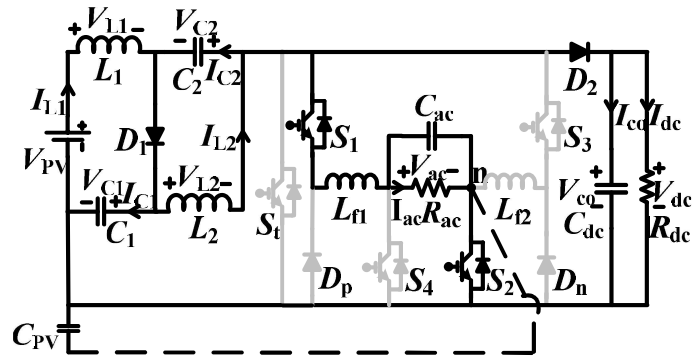 + V_L1 -
- V_C2 +
L_1
C_2
I_C2
D_2
I_L1
+
V_PV
D_1
I_L2
S_1
C_ac
S_3
I_co
I_dc
- V_C1 +
I_C1
+ V_L2 -
C_1
L_2
S_t
+ V_ac -
n
L_f1
I_ac
R_ac
L_f2
V_co
+
-
C_dc
+
V_dc
-
R_dc
D_p
S_4
S_2
D_n
C_PV